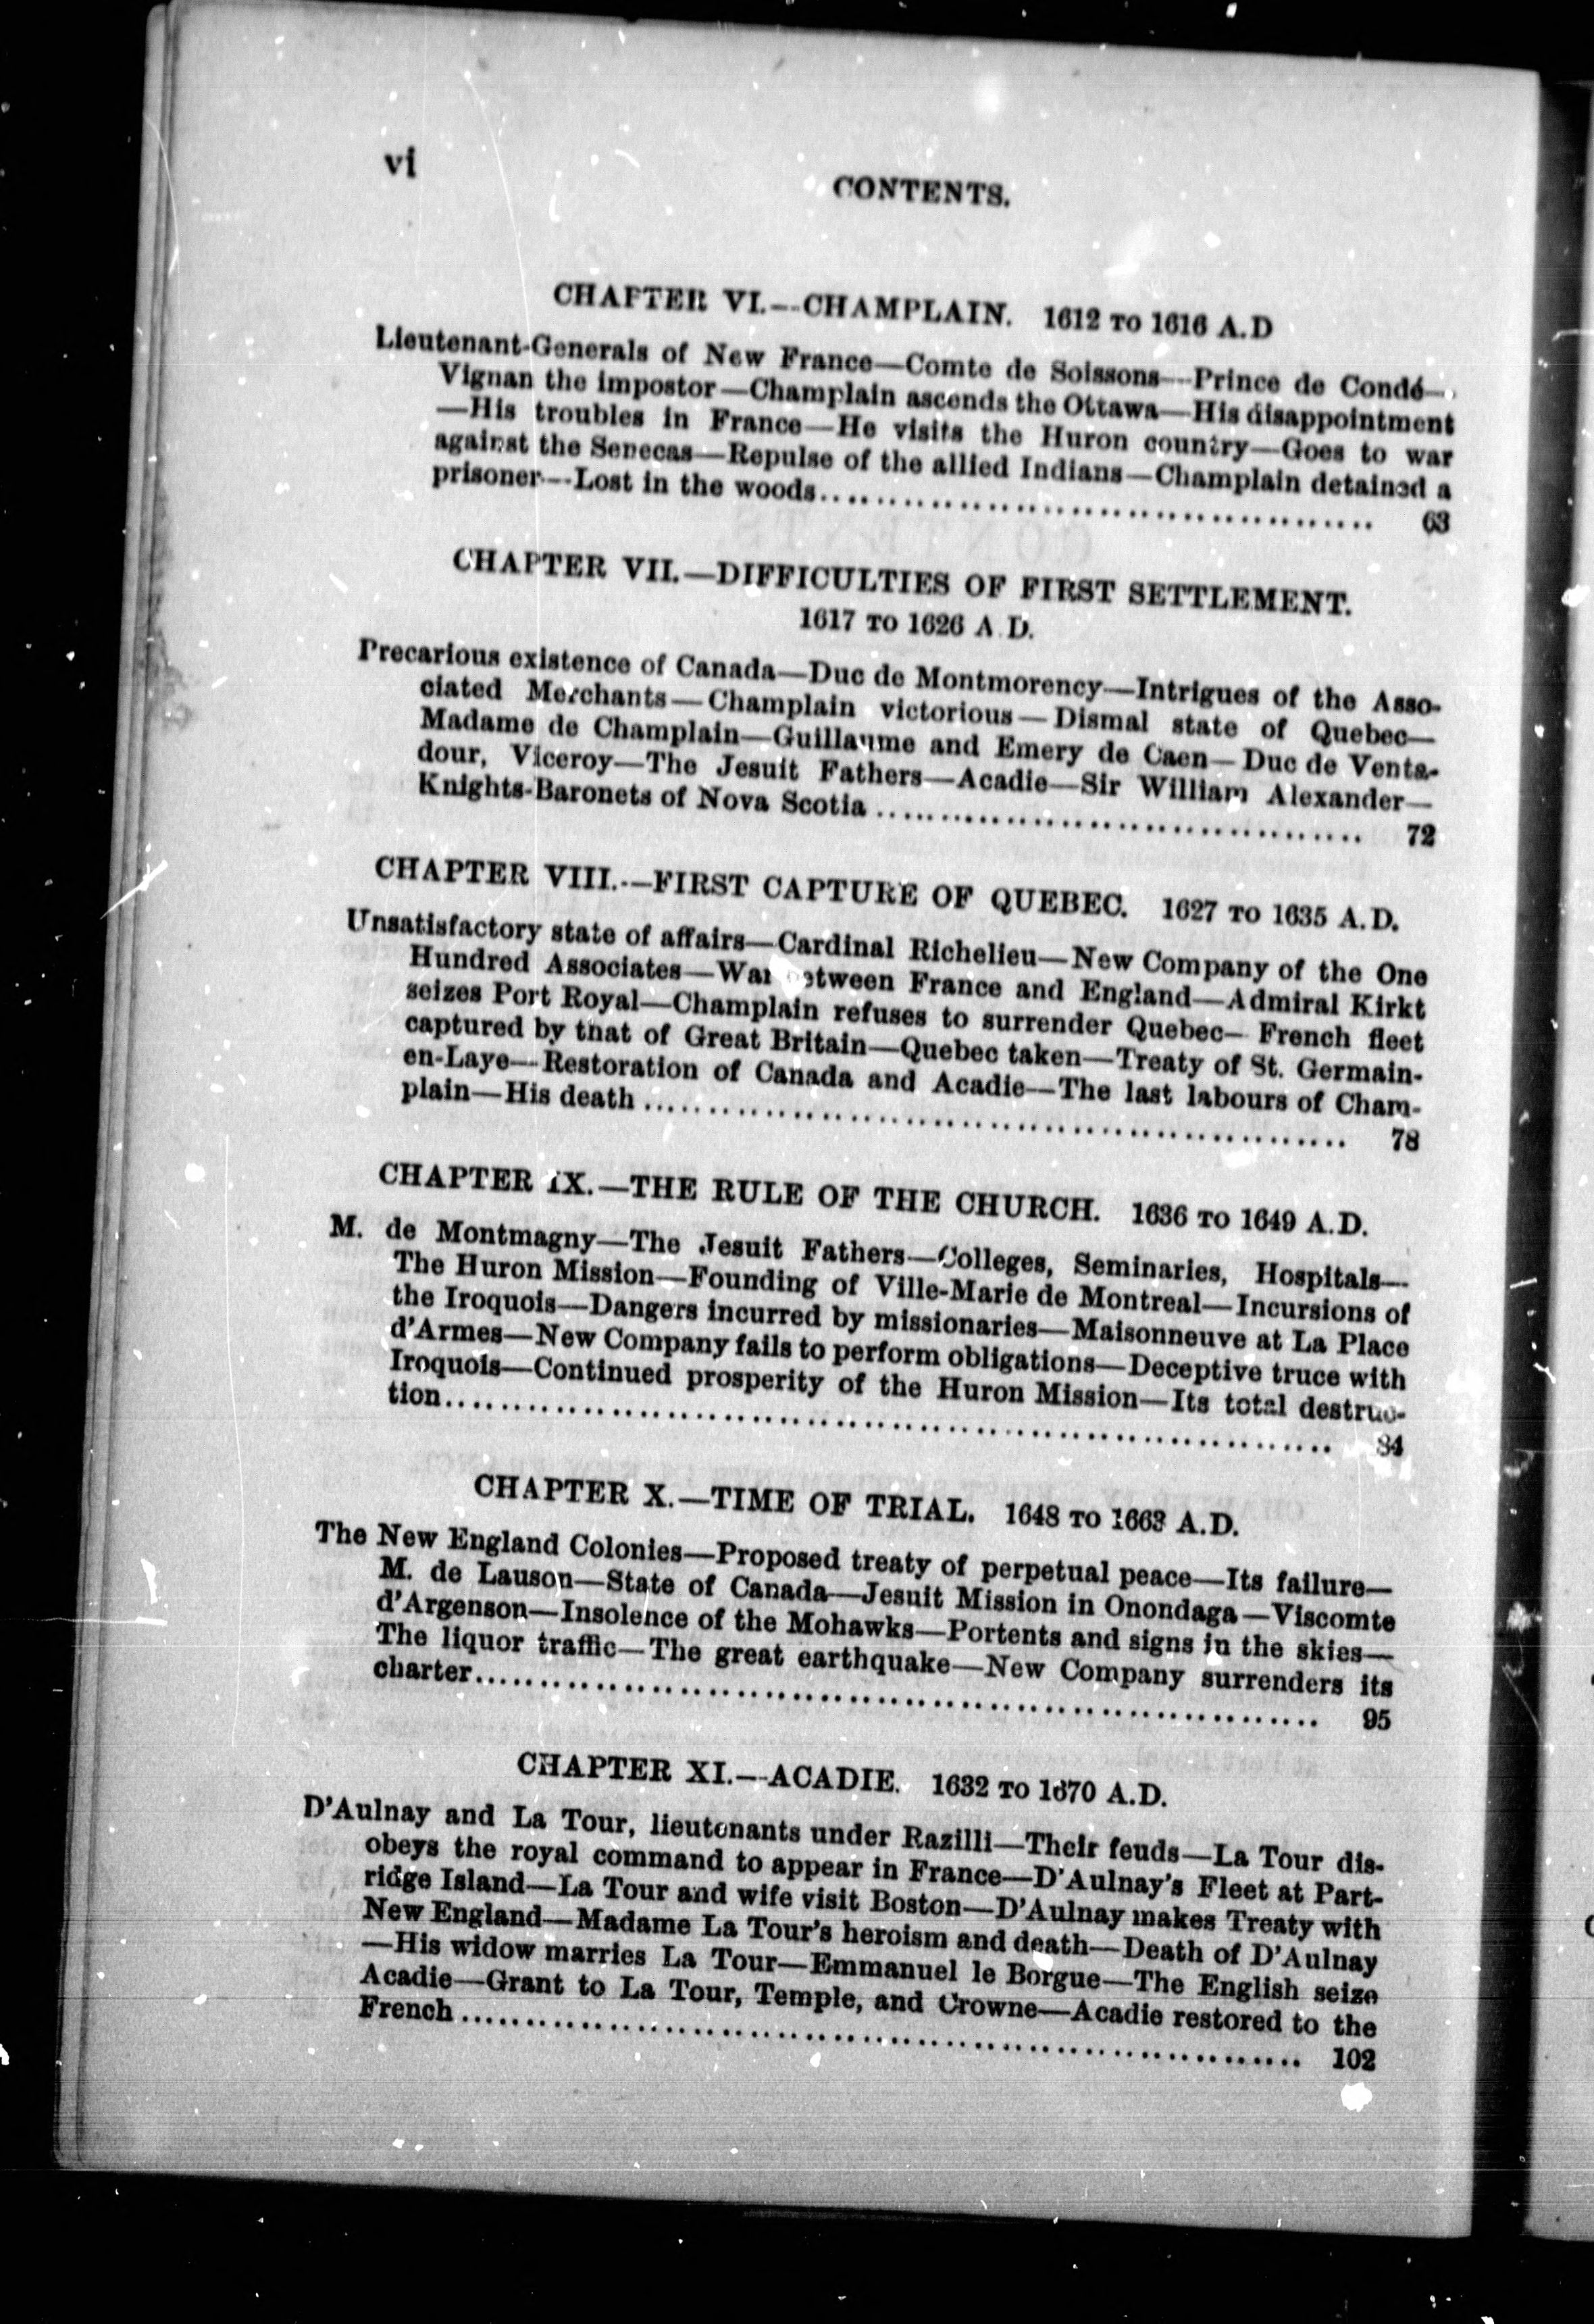 vi
CONTENTS.
CHAPTER VI.—CHAMPLAIN. 1612 TO 1616 A.D
Lieutenant-Generals of New France—Comte de Soissons—Prince de Condé—
Vignan the impostor—Champlain ascends the Ottawa—His disappointment
—His troubles in France—He visits the Huron country—Goes to war
against the Senecas—Repulse of the allied Indians—Champlain detained a
prisoner—Lost in the woods........................................ 63
CHAPTER VII.—DIFFICULTIES OF FIRST SETTLEMENT.
1617 TO 1626 A.D.
Precarious existence of Canada—Duc de Montmorency—Intrigues of the Asso-
ciated Merchants—Champlain victorious—Dismal state of Quebec—
Madame de Champlain—Guillaume and Emery de Caen—Duc de Venta-
dour, Viceroy—The Jesuit Fathers—Acadie—Sir William Alexander—
Knights-Baronets of Nova Scotia ................................... 72
CHAPTER VIII.—FIRST CAPTURE OF QUEBEC. 1627 TO 1635 A.D.
Unsatisfactory state of affairs—Cardinal Richelieu—New Company of the One
Hundred Associates—War between France and England—Admiral Kirkt
seizes Port Royal—Champlain refuses to surrender Quebec—French fleet
captured by that of Great Britain—Quebec taken—Treaty of St. Germain-
en-Laye—Restoration of Canada and Acadie—The last labours of Cham-
plain—His death .................................................. 78
CHAPTER IX.—THE RULE OF THE CHURCH. 1636 TO 1649 A.D.
M. de Montmagny—The Jesuit Fathers—Colleges, Seminaries, Hospitals—
The Huron Mission—Founding of Ville-Marie de Montreal—Incursions of
the Iroquois—Dangers incurred by missionaries—Maisonneuve at La Place
d'Armes—New Company fails to perform obligations—Deceptive truce with
Iroquois—Continued prosperity of the Huron Mission—Its total destruc-
tion................................................................ 84
CHAPTER X.—TIME OF TRIAL. 1648 TO 1663 A.D.
The New England Colonies—Proposed treaty of perpetual peace—Its failure—
M. de Lauson—State of Canada—Jesuit Mission in Onondaga—Viscomte
d'Argenson—Insolence of the Mohawks—Portents and signs in the skies—
The liquor traffic—The great earthquake—New Company surrenders its
charter............................................................. 95
CHAPTER XI.—ACADIE. 1632 TO 1670 A.D.
D'Aulnay and La Tour, lieutenants under Razilli—Their feuds—La Tour dis-
obeys the royal command to appear in France—D'Aulnay's Fleet at Part-
ridge Island—La Tour and wife visit Boston—D'Aulnay makes Treaty with
New England—Madame La Tour's heroism and death—Death of D'Aulnay
—His widow marries La Tour—Emmanuel le Borgue—The English seize
Acadie—Grant to La Tour, Temple, and Crowne—Acadie restored to the
French ............................................................. 102